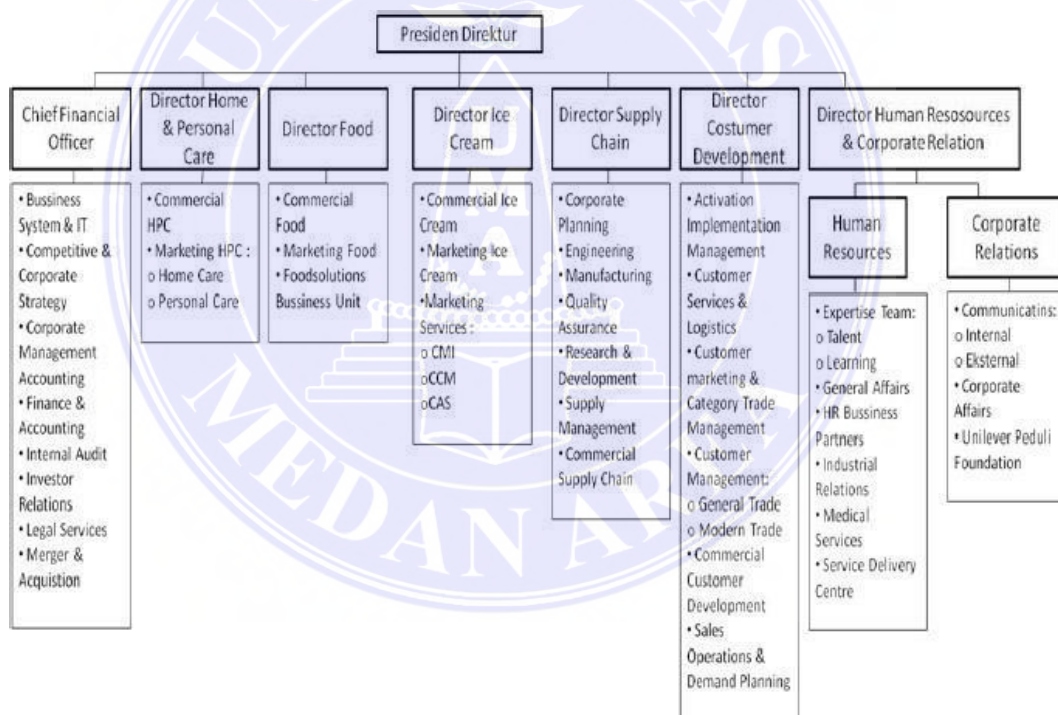 Presiden Direktur
Chief Financial
Officer
Director Home
& Personal
Care
Director Food
Director Ice
Cream
Director Supply
Chain
Director
Costumer
Development
Director Human Resosources
& Corporate Relation
• Bussiness
System & IT
• Competitive &
Corporate
Strategy
• Corporate
Management
Accounting
• Finance &
Accounting
• Internal Audit
• Investor
Relations
• Legal Services
• Merger &
Acquistion
• Commercial
HPC
• Marketing HPC :
o Home Care
o Personal Care
• Commercial
Food
• Marketing Food
• Foodsolutions
Bussiness Unit
• Commercial Ice
Cream
• Marketing Ice
Cream
• Marketing
Services :
o CMI
oCCM
oCAS
• Corporate
Planning
• Engineering
• Manufacturing
• Quality
Assurance
• Research &
Development
• Supply
Management
• Commercial
Supply Chain
• Activation
Implementation
Management
• Customer
Services &
Logistics
• Customer
marketing &
Category Trade
Management
• Customer
Management:
o General Trade
o Modern Trade
• Commercial
Customer
Development
• Sales
Operations &
Demand Planning
Human
Resources
• Expertise Team:
o Talent
o Learning
• General Affairs
• HR Bussiness
Partners
• Industrial
Relations
• Medical
Services
• Service Delivery
Centre
Corporate
Relations
• Communicatins:
o Internal
o Eksternal
• Corporate
Affairs
• Unilever Peduli
Foundation
UMA
MEDAN AREA